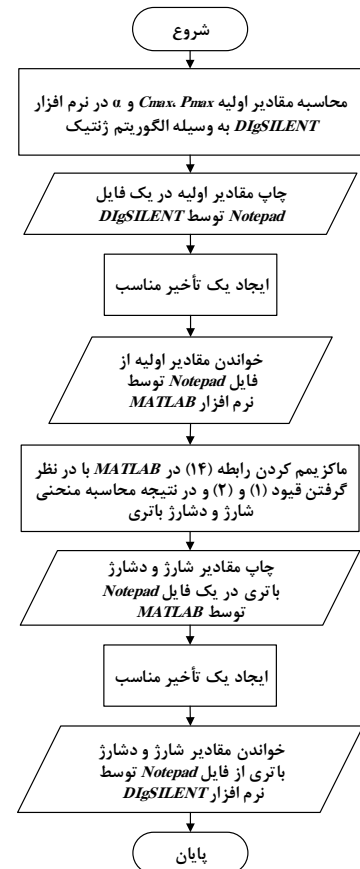 شروع
محاسبه مقادیر اولیه Cmax، Pmax و α در نرم افزار
DIgSILENT به وسیله الگوریتم ژنتیک
چاپ مقادیر اولیه در یک فایل
Notepad توسط DIgSILENT
ایجاد یک تأخیر مناسب
خواندن مقادیر اولیه از
فایل Notepad توسط
نرم افزار MATLAB
ماکزیمم کردن رابطه (۱۴) در MATLAB با در نظر
گرفتن قیود (۱) و (۲) و در نتیجه محاسبه منحنی
شارژ و دشارژ باتری
چاپ مقادیر شارژ و دشارژ
باتری در یک فایل Notepad
توسط MATLAB
ایجاد یک تأخیر مناسب
خواندن مقادیر شارژ و دشارژ
باتری از فایل Notepad توسط
نرم افزار DIgSILENT
پایان